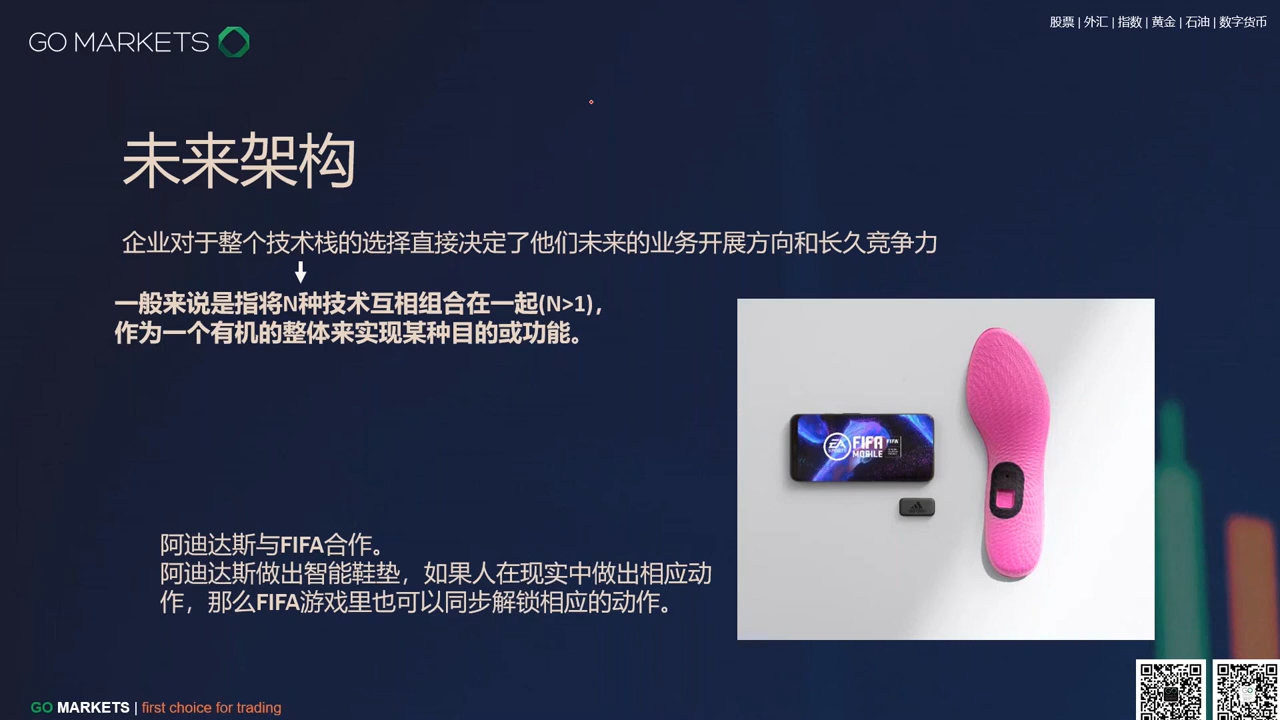 GO MARKETS
股票 | 外汇 | 指数 | 黄金 | 石油 | 数字货币
未来架构
企业对于整个技术栈的选择直接决定了他们未来的业务开展方向和长久竞争力
一般来说是指将N种技术互相组合在一起(N>1)，
作为一个有机的整体来实现某种目的或功能。
EA SPORTS FIFA MOBILE FIFA
阿迪达斯与FIFA合作。
阿迪达斯做出智能鞋垫，如果人在现实中做出相应动
作，那么FIFA游戏里也可以同步解锁相应的动作。
GO MARKETS | first choice for trading